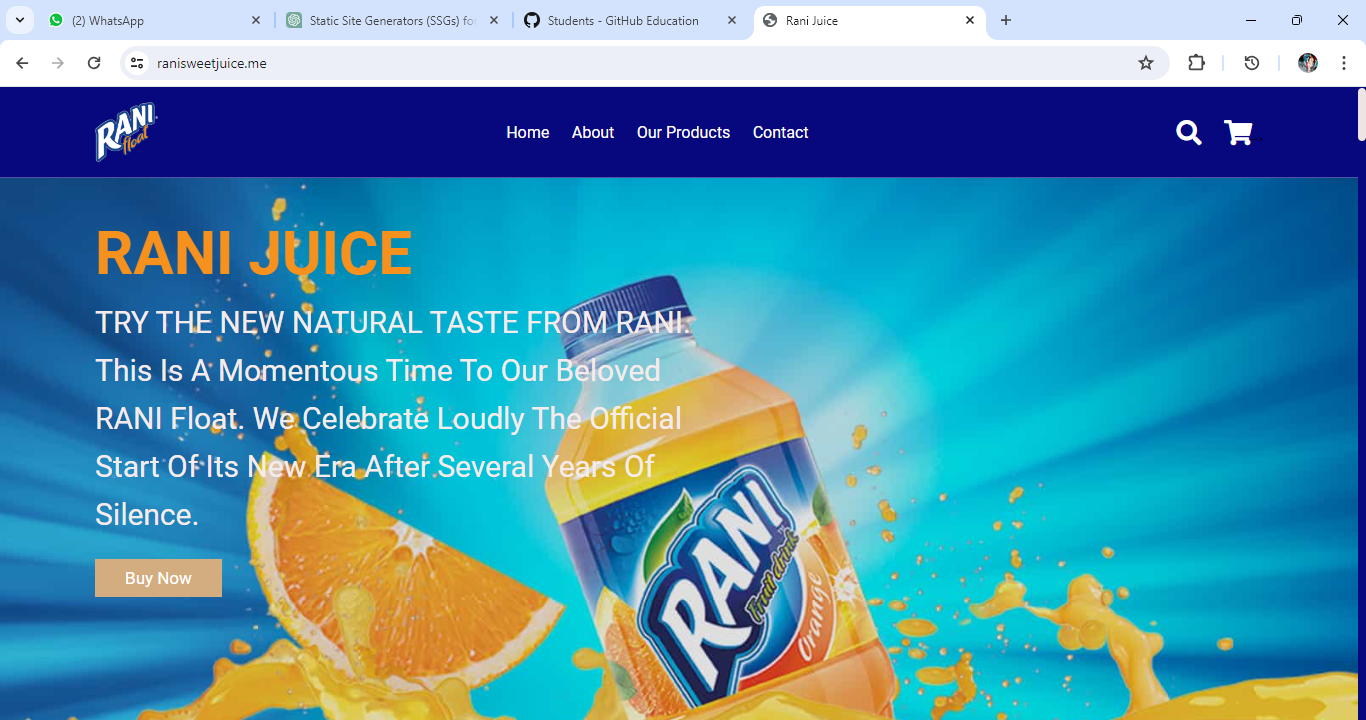 (2) WhatsApp
Static Site Generators (SSGs) fo
Students - GitHub Education
Rani Juice
ranisweetjuice.me
RANI
float
Home About Our Products Contact
RANI JUICE
TRY THE NEW NATURAL TASTE FROM RANI.
This Is A Momentous Time To Our Beloved
RANI Float. We Celebrate Loudly The Official
Start Of Its New Era After Several Years Of
Silence.
Buy Now
RANI
Fruit drink
Orange